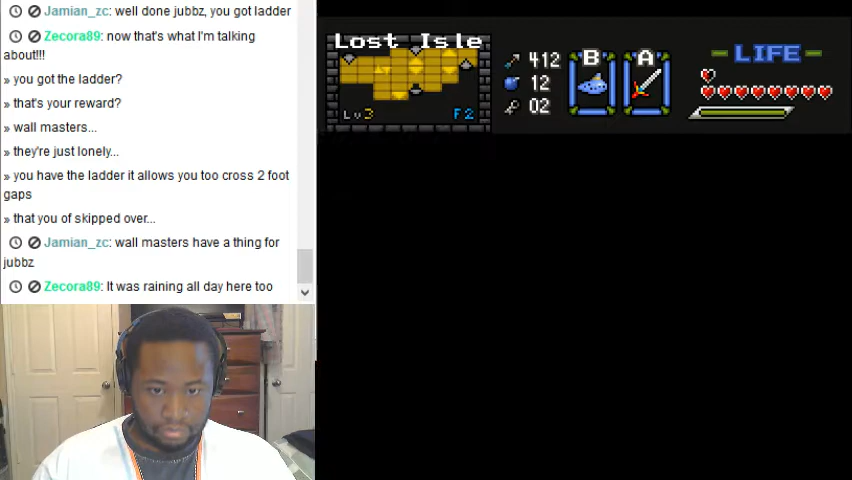 Jamian_zc: well done jubbz, you got ladder
Zecora89: now that's what I'm talking
about!!!
» you got the ladder?
» that's your reward?
» wall masters...
» they're just lonely...
» you have the ladder it allows you too cross 2 foot
gaps
» that you of skipped over...
Jamian_zc: wall masters have a thing for
jubbz
Zecora89: It was raining all day here too
Lost Isle
Lv3 F2
412
12
02
B A
-LIFE-